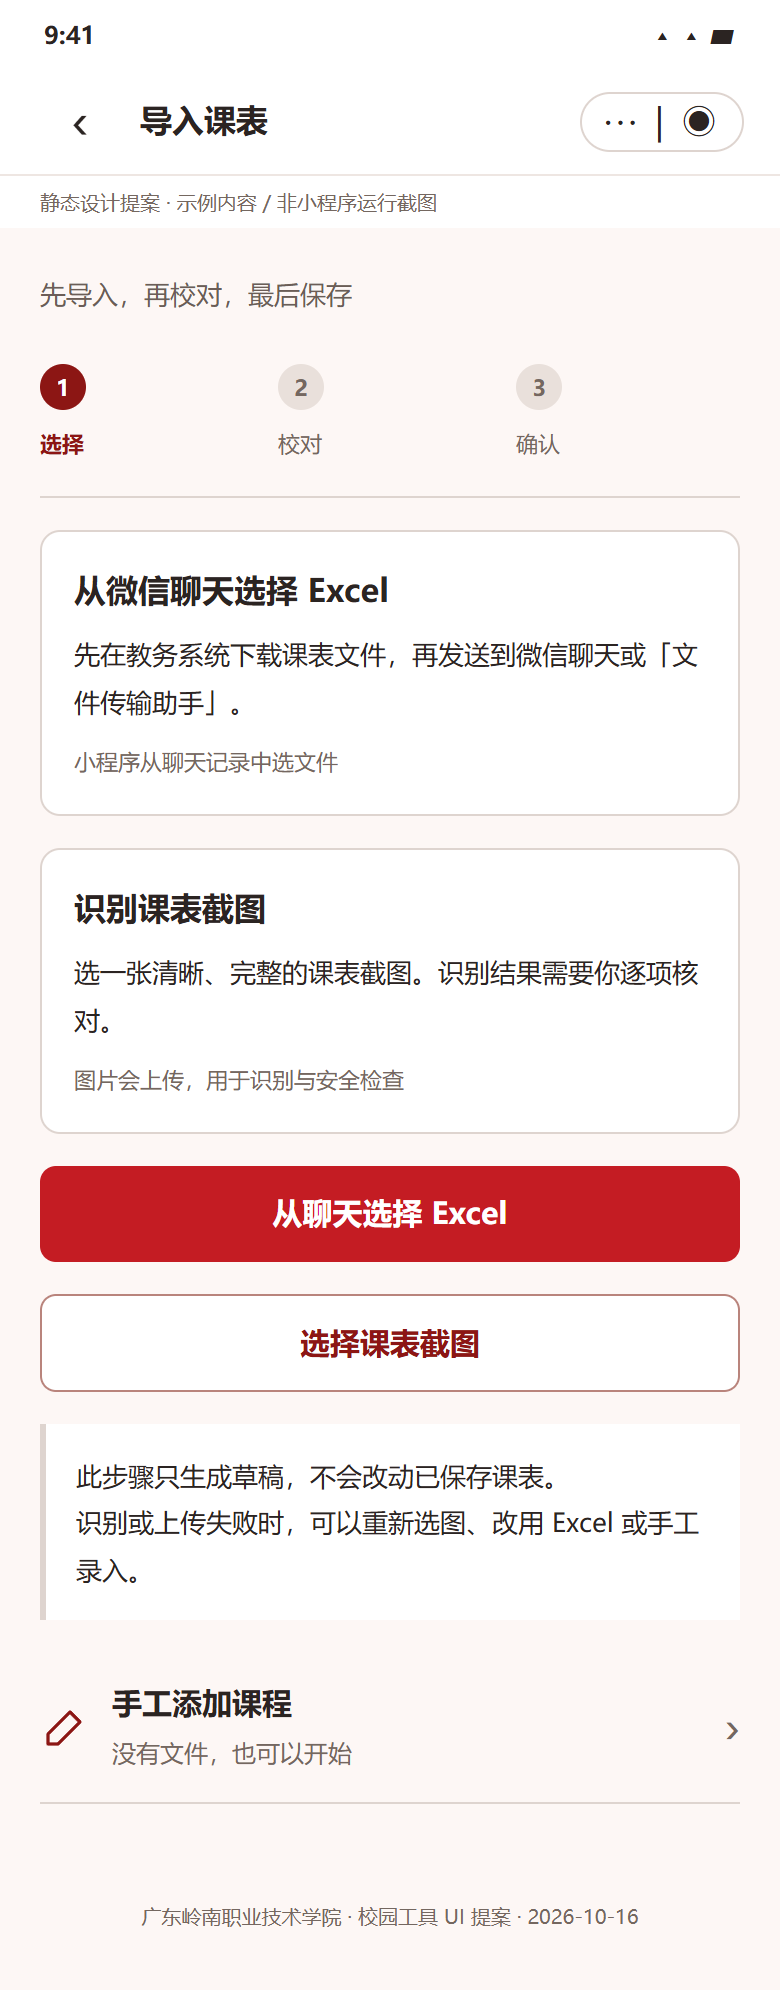 9:41
导入课表
静态设计提案 · 示例内容 / 非小程序运行截图
先导入，再校对，最后保存
1 2 3
选择 校对 确认
从微信聊天选择 Excel
先在教务系统下载课表文件，再发送到微信聊天或「文
件传输助手」。
小程序从聊天记录中选文件
识别课表截图
选一张清晰、完整的课表截图。识别结果需要你逐项核
对。
图片会上传，用于识别与安全检查
从聊天选择 Excel
选择课表截图
此步骤只生成草稿，不会改动已保存课表。
识别或上传失败时，可以重新选图、改用 Excel 或手工
录入。
手工添加课程
没有文件，也可以开始
广东岭南职业技术学院 · 校园工具 UI 提案 · 2026-10-16